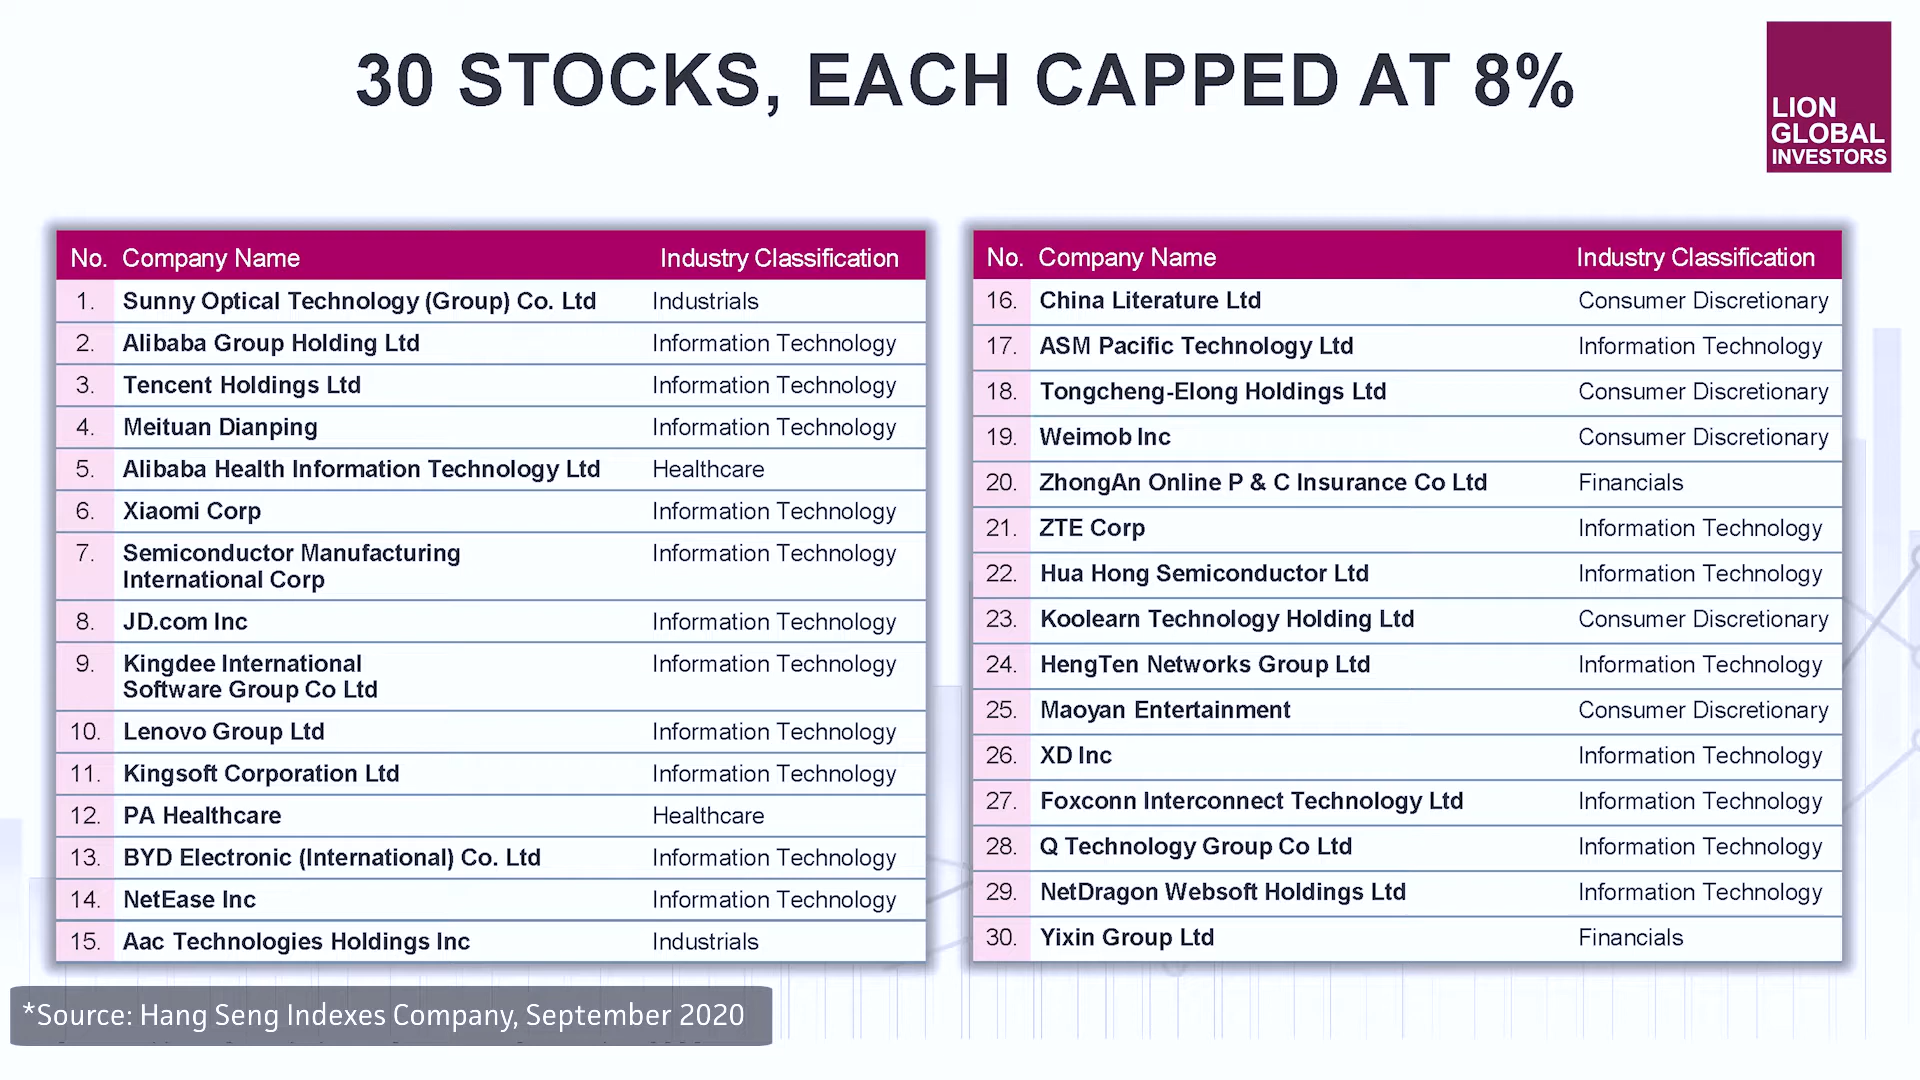 30 STOCKS, EACH CAPPED AT 8%
LION
GLOBAL
INVESTORS
No. Company Name Industry Classification
1. Sunny Optical Technology (Group) Co. Ltd Industrials
2. Alibaba Group Holding Ltd Information Technology
3. Tencent Holdings Ltd Information Technology
4. Meituan Dianping Information Technology
5. Alibaba Health Information Technology Ltd Healthcare
6. Xiaomi Corp Information Technology
7. Semiconductor Manufacturing Information Technology
International Corp
8. JD.com Inc Information Technology
9. Kingdee International Information Technology
Software Group Co Ltd
10. Lenovo Group Ltd Information Technology
11. Kingsoft Corporation Ltd Information Technology
12. PA Healthcare Healthcare
13. BYD Electronic (International) Co. Ltd Information Technology
14. NetEase Inc Information Technology
15. Aac Technologies Holdings Inc Industrials
No. Company Name Industry Classification
16. China Literature Ltd Consumer Discretionary
17. ASM Pacific Technology Ltd Information Technology
18. Tongcheng-Elong Holdings Ltd Consumer Discretionary
19. Weimob Inc Consumer Discretionary
20. ZhongAn Online P & C Insurance Co Ltd Financials
21. ZTE Corp Information Technology
22. Hua Hong Semiconductor Ltd Information Technology
23. Koolearn Technology Holding Ltd Consumer Discretionary
24. HengTen Networks Group Ltd Information Technology
25. Maoyan Entertainment Consumer Discretionary
26. XD Inc Information Technology
27. Foxconn Interconnect Technology Ltd Information Technology
28. Q Technology Group Co Ltd Information Technology
29. NetDragon Websoft Holdings Ltd Information Technology
30. Yixin Group Ltd Financials
*Source: Hang Seng Indexes Company, September 2020